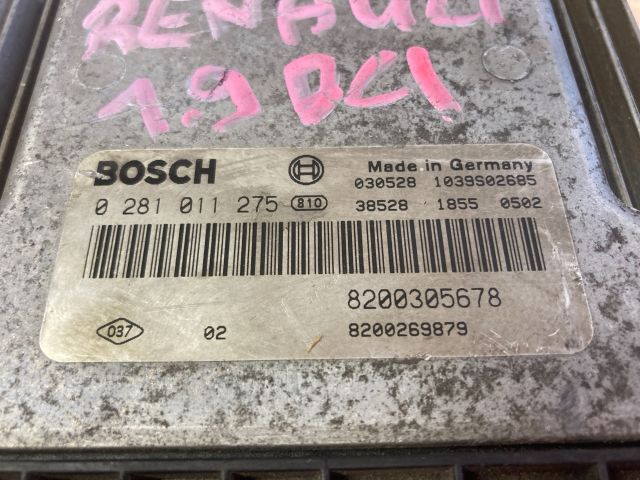 RENAULT
1.9 DCI
BOSCH Made in Germany
030528 1039S02685
0 281 011 275 810 38528 1855 0502
8200305678
037 02 8200269879